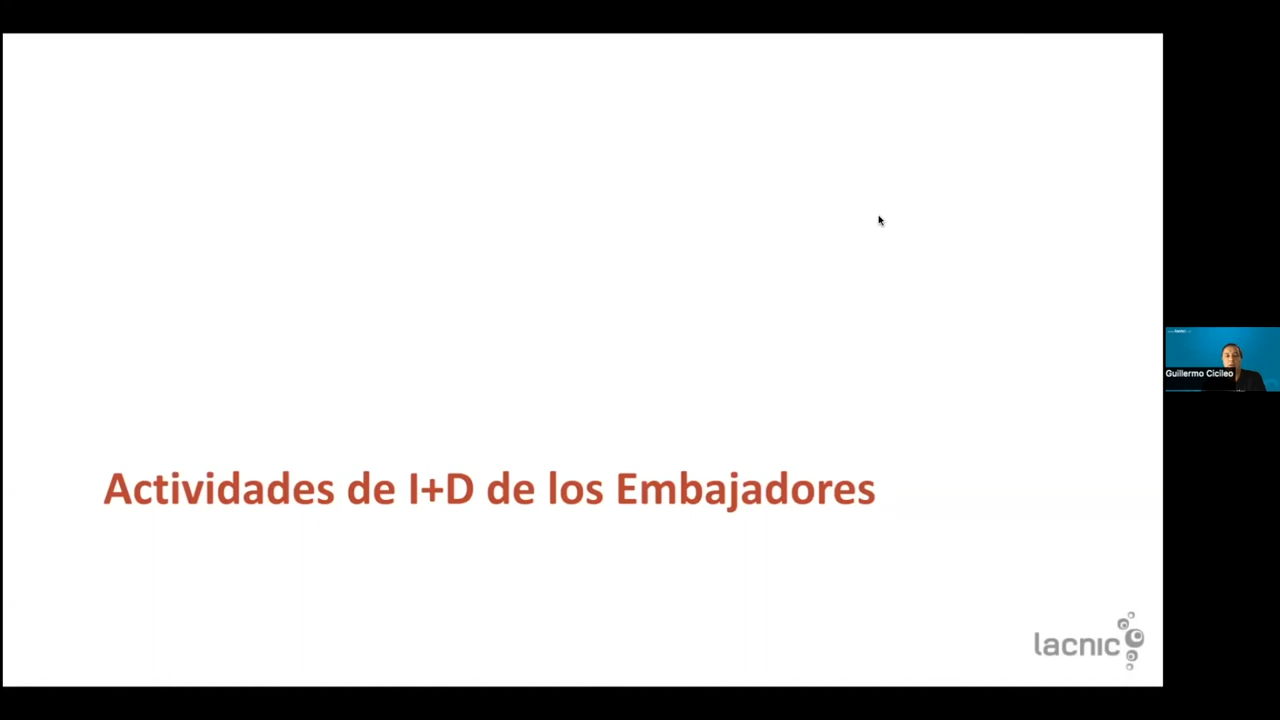 Actividades de I+D de los Embajadores
lacnic
Guillermo Cicileo